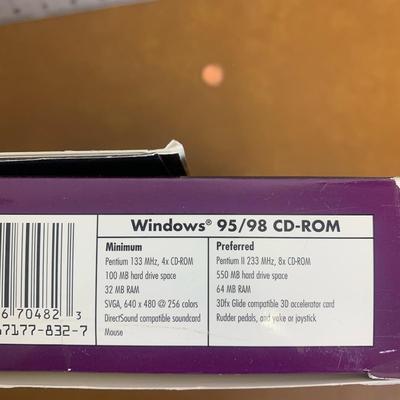 Windows® 95/98 CD-ROM
Minimum
Pentium 133 MHz, 4x CD-ROM
100 MB hard drive space
32 MB RAM
SVGA, 640 x 480 @ 256 colors
DirectSound compatible soundcard
Mouse
Preferred
Pentium II 233 MHz, 8x CD-ROM
550 MB hard drive space
64 MB RAM
3Dfx Glide compatible 3D accelerator card
Rudder pedals, and yoke or joystick
670482 3
67177-832-7